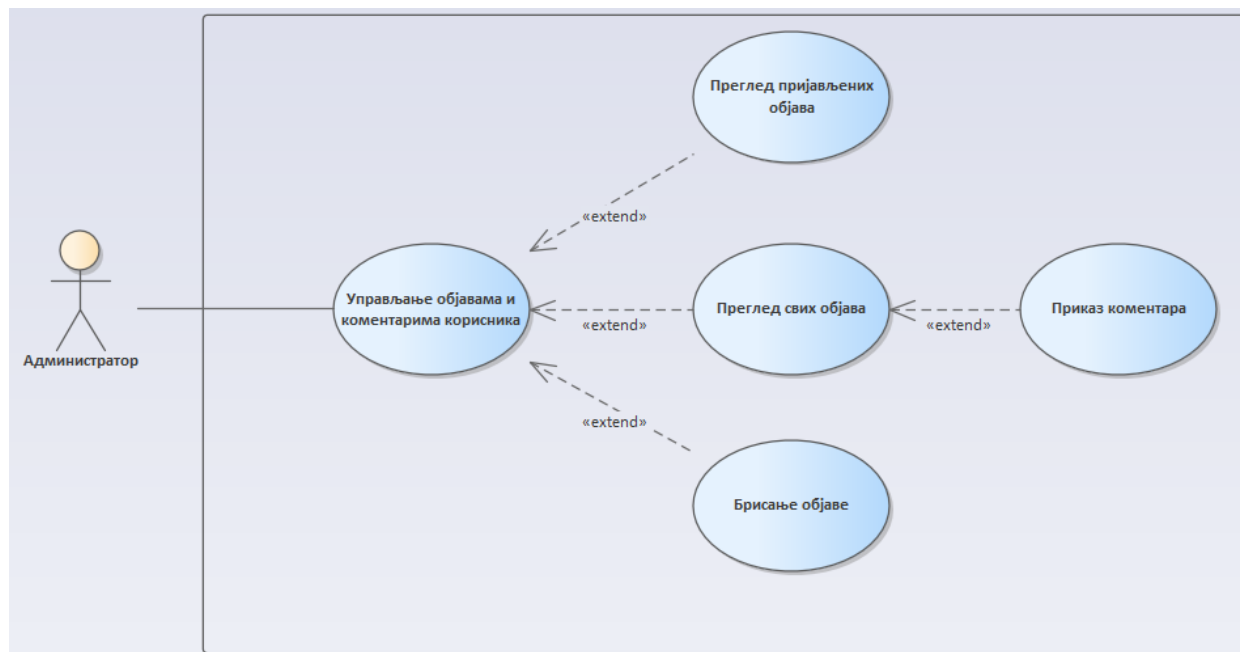 Преглед пријављених
објава
«extend»
Администратор
Управљање објавама и
коментарима корисника
«extend»
Преглед свих објава
«extend»
Приказ коментара
«extend»
Брисање објаве